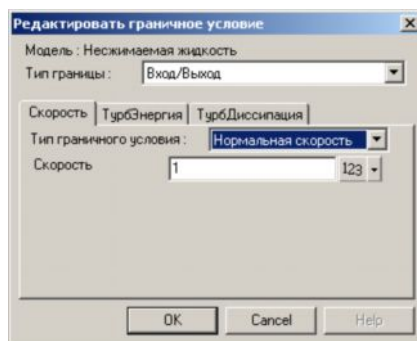 Редактировать граничное условие
Модель : Несжимаемая жидкость
Тип границы : Вход/Выход
Скорость ТурбЭнергия ТурбДиссипация
Тип граничного условия : Нормальная скорость
Скорость 1 123
OK Cancel Help